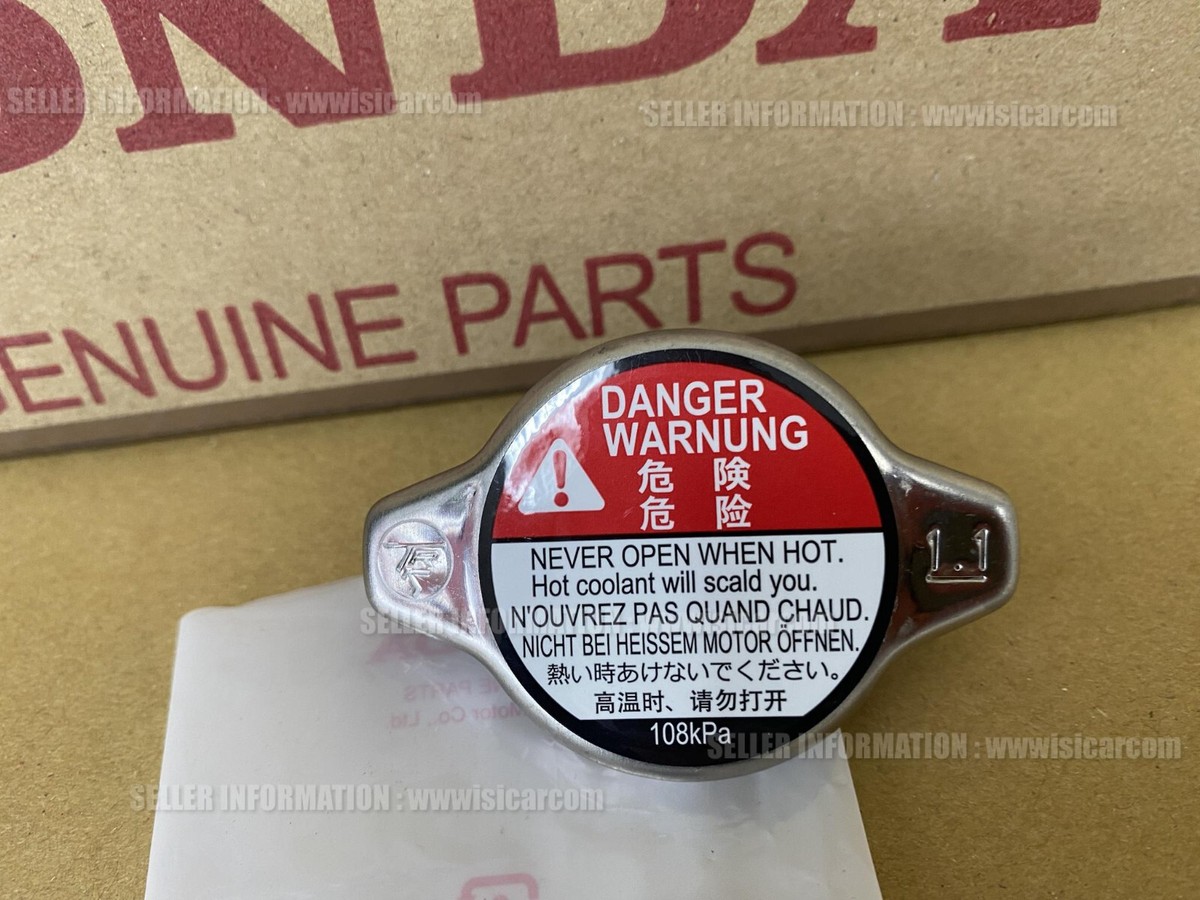 SELLER INFORMATION : wwwisicarcom
SELLER INFORMATION : wwwisicarcom
GENUINE PARTS
DANGER
WARNUNG
危 険
危 险
NEVER OPEN WHEN HOT.
Hot coolant will scald you.
N'OUVREZ PAS QUAND CHAUD.
NICHT BEI HEISSEM MOTOR ÖFFNEN.
熱い時あけないでください。
高温时、请勿打开
108kPa
1.1
SELLER INFORMATION : wwwisicarcom
SELLER INFORMATION : wwwisicarcom
SELLER INFORMATION : wwwisicarcom